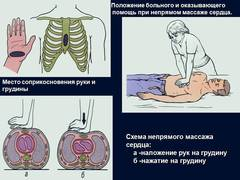 Положение больного и оказывающего
помощь при непрямом массаже сердца.
Место соприкосновения руки и
грудины
Схема непрямого массажа
сердца:
а -наложение рук на грудину
б -нажатие на грудину
а
б